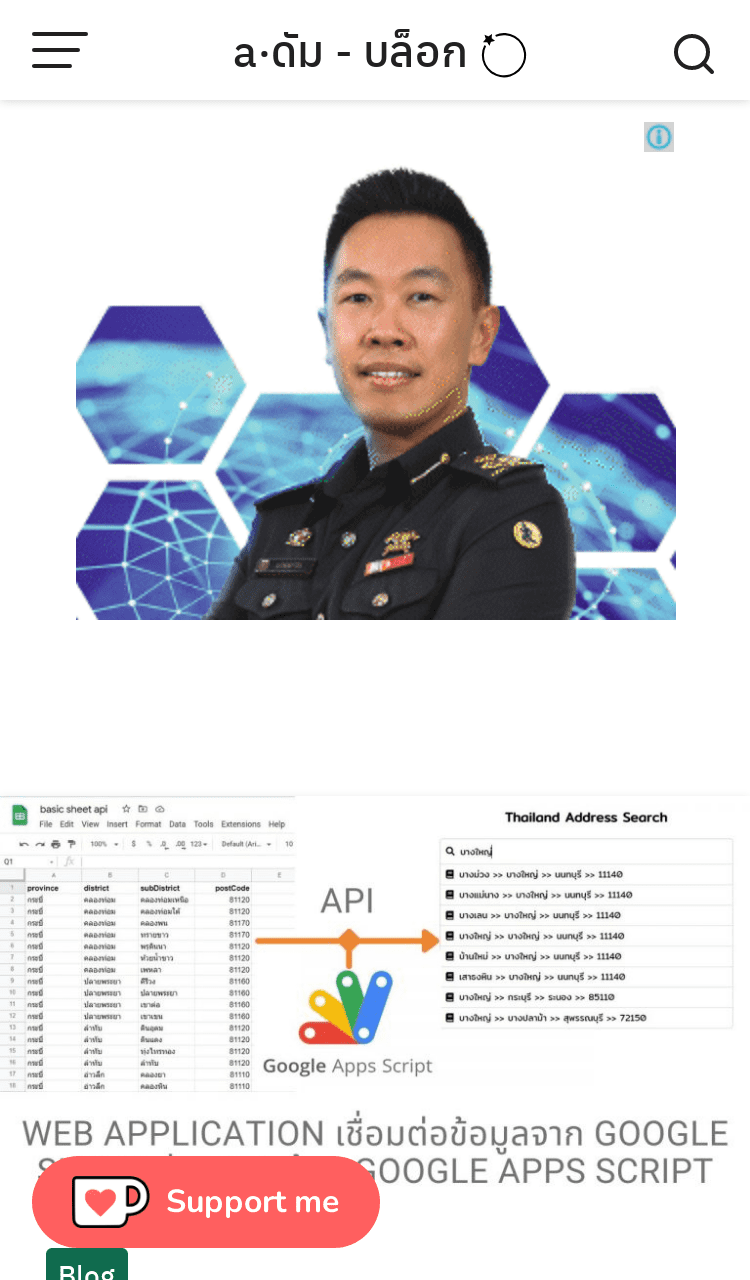 a·ดัม - บล็อก
basic sheet api
File Edit View Insert Format Data Tools Extensions Help
100% $ % .0 .00 123 Default (Ari... 10
Q1 fx
A B C D E
1 province district subDistrict postCode
2 กระบี่ คลองท่อม คลองท่อมเหนือ 81120
3 กระบี่ คลองท่อม คลองท่อมใต้ 81120
4 กระบี่ คลองท่อม คลองพน 81170
5 กระบี่ คลองท่อม ทรายขาว 81170
6 กระบี่ คลองท่อม พรุดินนา 81120
7 กระบี่ คลองท่อม ห้วยน้ำขาว 81120
8 กระบี่ คลองท่อม เพหลา 81120
9 กระบี่ ปลายพระยา คีรีวง 81160
10 กระบี่ ปลายพระยา ปลายพระยา 81160
11 กระบี่ ปลายพระยา เขาต่อ 81160
12 กระบี่ ปลายพระยา เขาเขน 81160
13 กระบี่ ลำทับ ดินอุดม 81120
14 กระบี่ ลำทับ ดินแดง 81120
15 กระบี่ ลำทับ ทุ่งไทรทอง 81120
16 กระบี่ ลำทับ ลำทับ 81120
17 กระบี่ อ่าวลึก คลองยา 81110
18 กระบี่ อ่าวลึก คลองหิน 81110
API
Google Apps Script
Thailand Address Search
บางใหญ่
บางม่วง >> บางใหญ่ >> นนทบุรี >> 11140
บางแม่นาง >> บางใหญ่ >> นนทบุรี >> 11140
บางเลน >> บางใหญ่ >> นนทบุรี >> 11140
บางใหญ่ >> บางใหญ่ >> นนทบุรี >> 11140
บ้านใหม่ >> บางใหญ่ >> นนทบุรี >> 11140
เสาธงหิน >> บางใหญ่ >> นนทบุรี >> 11140
บางใหญ่ >> กระบุรี >> ระนอง >> 85110
บางใหญ่ >> บางปลาม้า >> สุพรรณบุรี >> 72150
WEB APPLICATION เชื่อมต่อข้อมูลจาก GOOGLE
GOOGLE APPS SCRIPT
Support me
Blog